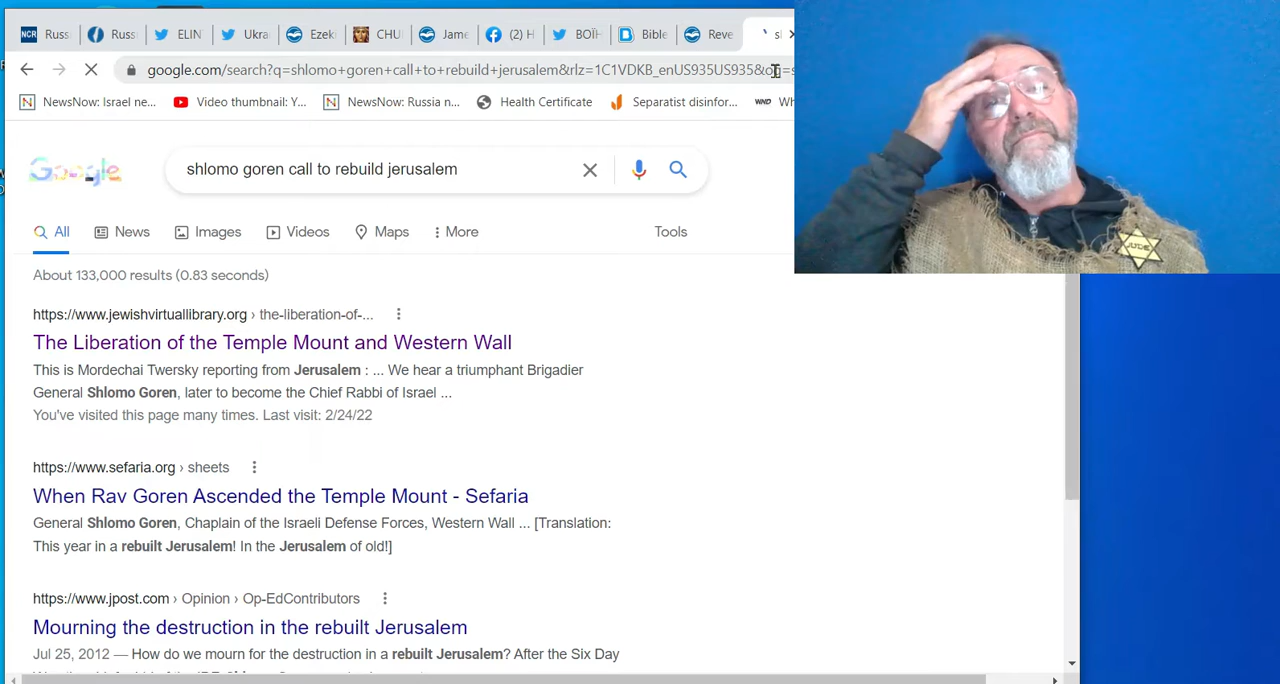 NCR Russ
Russ
ELIN
Ukra
Ezek
CHU
Jame
(2) H
BOÏH
Bible
Reve
google.com/search?q=shlomo+goren+call+to+rebuild+jerusalem&rlz=1C1VDKB_enUS935US935&oq=s
NewsNow: Israel ne...
Video thumbnail: Y...
NewsNow: Russia n...
Health Certificate
Separatist disinfor...
WND Wh
JUDE
Google
shlomo goren call to rebuild jerusalem
All
News
Images
Videos
Maps
More
Tools
About 133,000 results (0.83 seconds)
https://www.jewishvirtuallibrary.org › the-liberation-of-...
The Liberation of the Temple Mount and Western Wall
This is Mordechai Twersky reporting from Jerusalem : ... We hear a triumphant Brigadier
General Shlomo Goren, later to become the Chief Rabbi of Israel ...
You've visited this page many times. Last visit: 2/24/22
https://www.sefaria.org › sheets
When Rav Goren Ascended the Temple Mount - Sefaria
General Shlomo Goren, Chaplain of the Israeli Defense Forces, Western Wall ... [Translation:
This year in a rebuilt Jerusalem! In the Jerusalem of old!]
https://www.jpost.com › Opinion › Op-EdContributors
Mourning the destruction in the rebuilt Jerusalem
Jul 25, 2012 — How do we mourn for the destruction in a rebuilt Jerusalem? After the Six Day